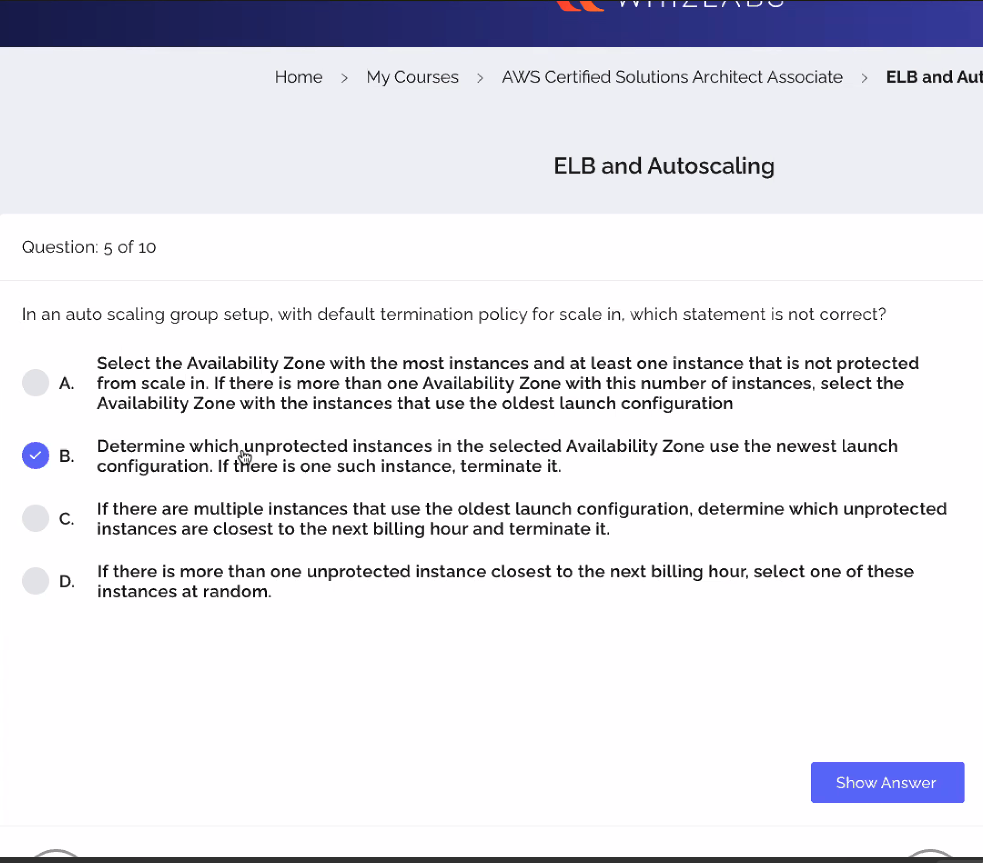 WHIZLABS
Home > My Courses > AWS Certified Solutions Architect Associate > ELB and Aut
ELB and Autoscaling
Question: 5 of 10
In an auto scaling group setup, with default termination policy for scale in, which statement is not correct?
A. Select the Availability Zone with the most instances and at least one instance that is not protected
from scale in. If there is more than one Availability Zone with this number of instances, select the
Availability Zone with the instances that use the oldest launch configuration
B. Determine which unprotected instances in the selected Availability Zone use the newest launch
configuration. If there is one such instance, terminate it.
C. If there are multiple instances that use the oldest launch configuration, determine which unprotected
instances are closest to the next billing hour and terminate it.
D. If there is more than one unprotected instance closest to the next billing hour, select one of these
instances at random.
Show Answer